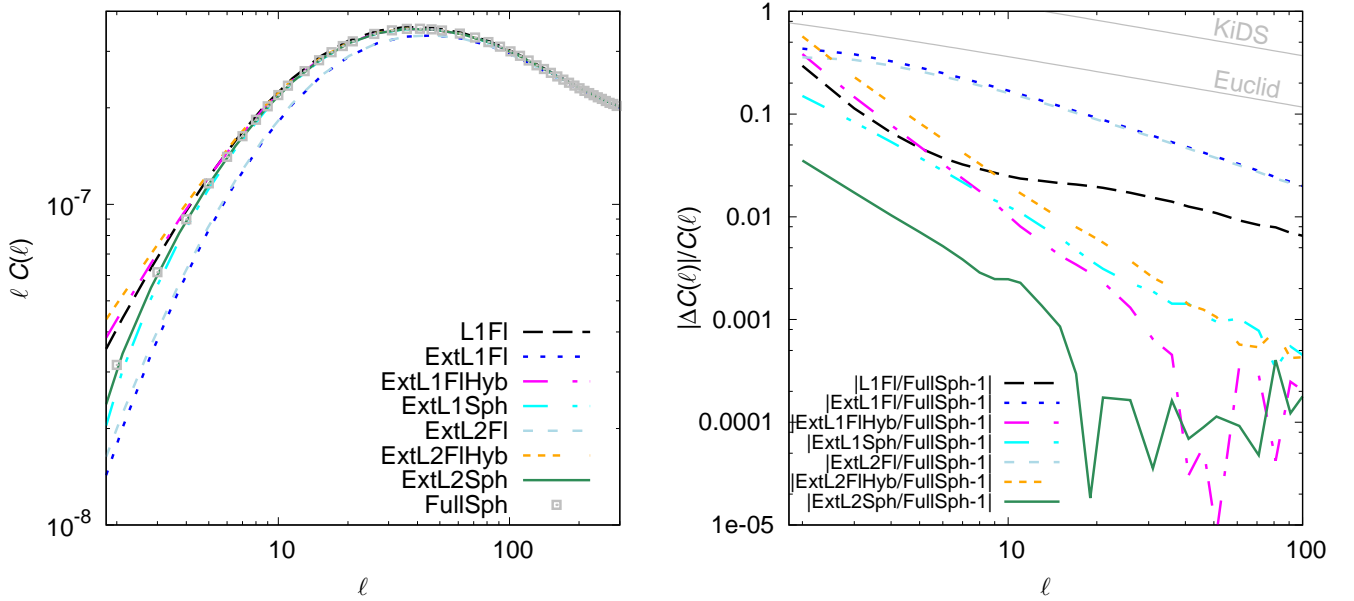 ℓ C(ℓ)
10⁻⁷
10⁻⁸
10
100
ℓ
L1Fl
ExtL1Fl
ExtL1FlHyb
ExtL1Sph
ExtL2Fl
ExtL2FlHyb
ExtL2Sph
FullSph
|ΔC(ℓ)|/C(ℓ)
1
0.1
0.01
0.001
0.0001
1e-05
10
100
ℓ
KiDS
Euclid
|L1Fl/FullSph-1|
|ExtL1Fl/FullSph-1|
|ExtL1FlHyb/FullSph-1|
|ExtL1Sph/FullSph-1|
|ExtL2Fl/FullSph-1|
|ExtL2FlHyb/FullSph-1|
|ExtL2Sph/FullSph-1|